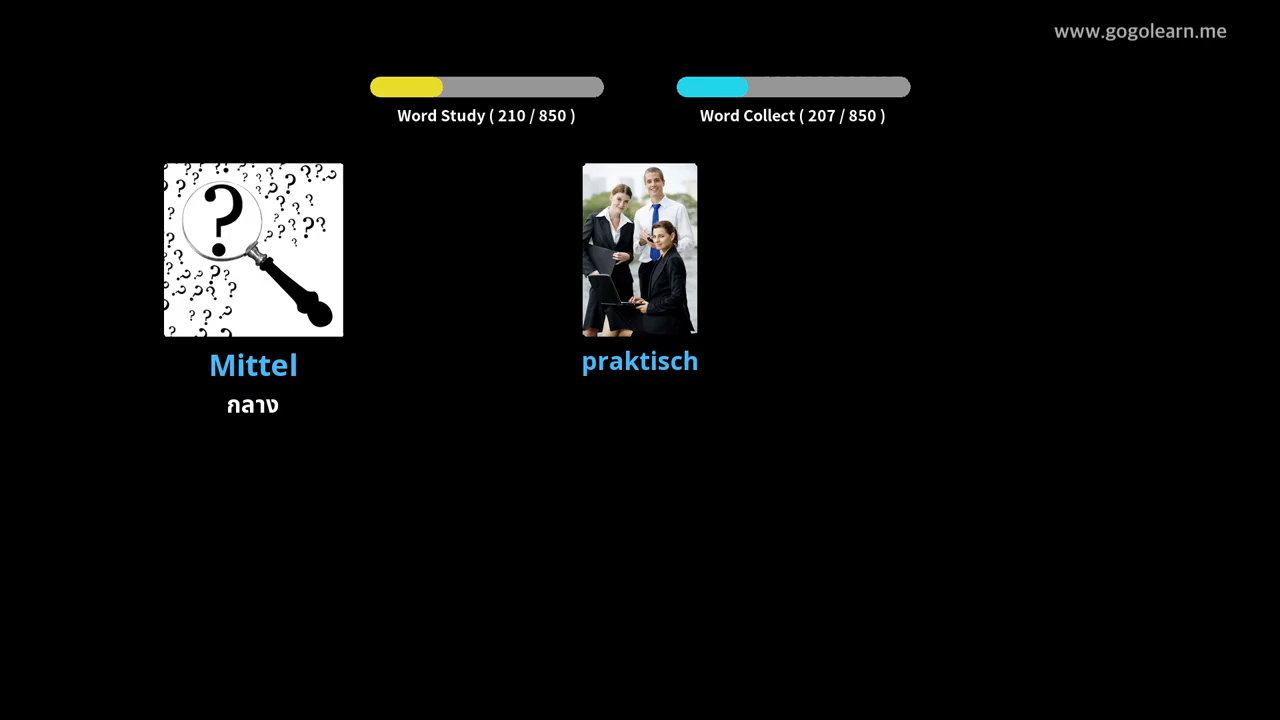 www.gogolearn.me
Word Study ( 210 / 850 )
Word Collect ( 207 / 850 )
Mittel
กลาง
praktisch